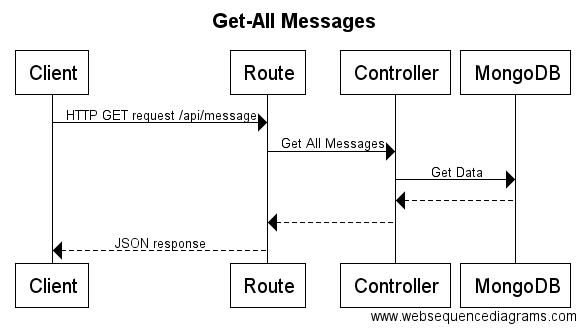 Get-All Messages
Client Route Controller MongoDB
HTTP GET request /api/message
Get All Messages
Get Data
JSON response
Client Route Controller MongoDB
www.websequencediagrams.com